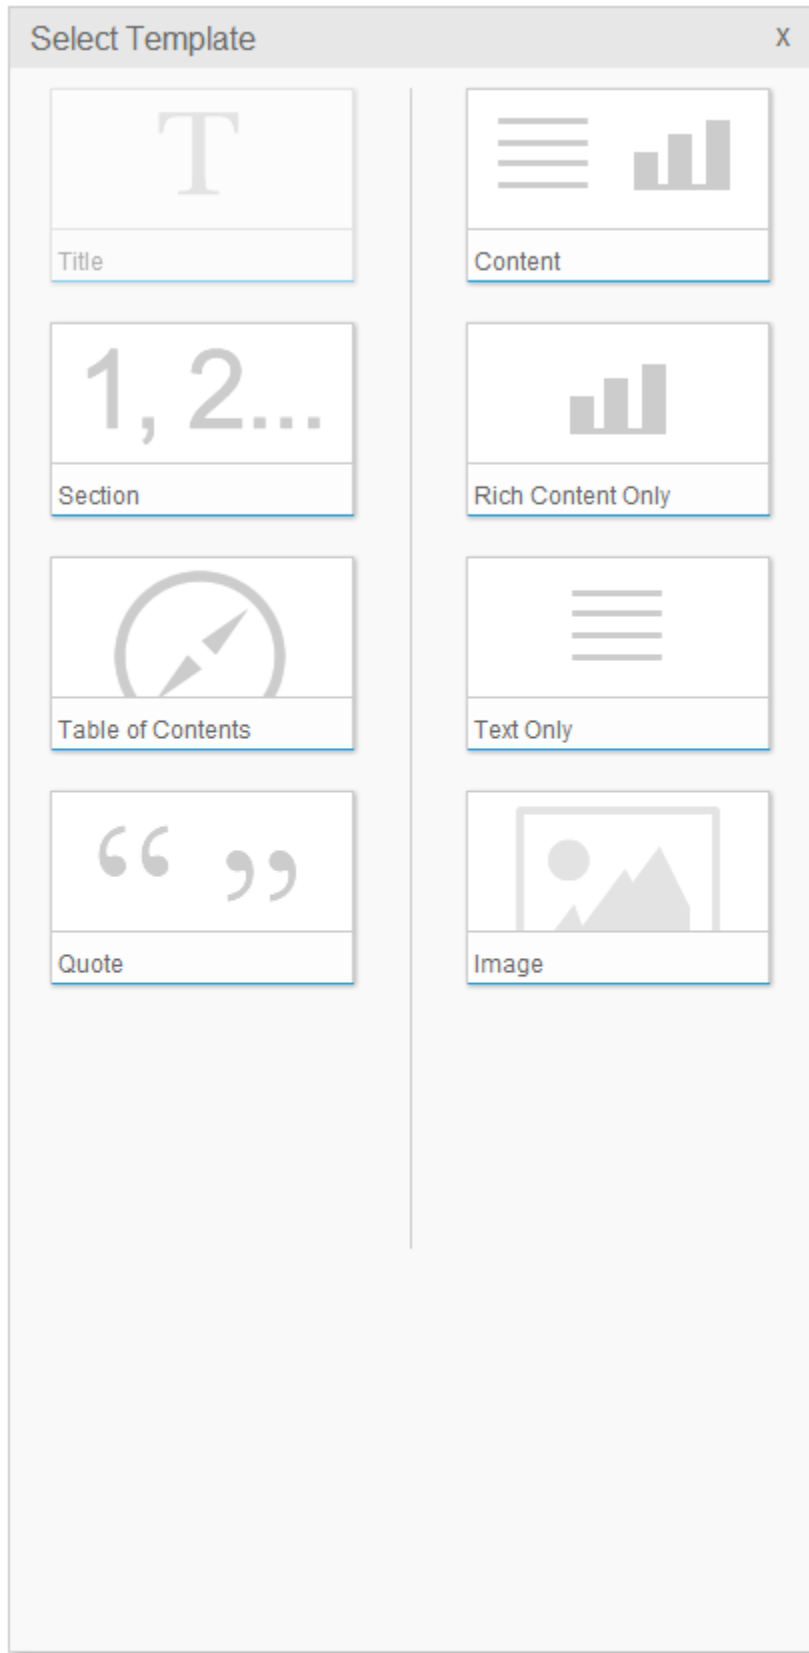 Select Template
X
T
Title
Content
1, 2...
Section
Rich Content Only
Table of Contents
Text Only
“ ”
Quote
Image